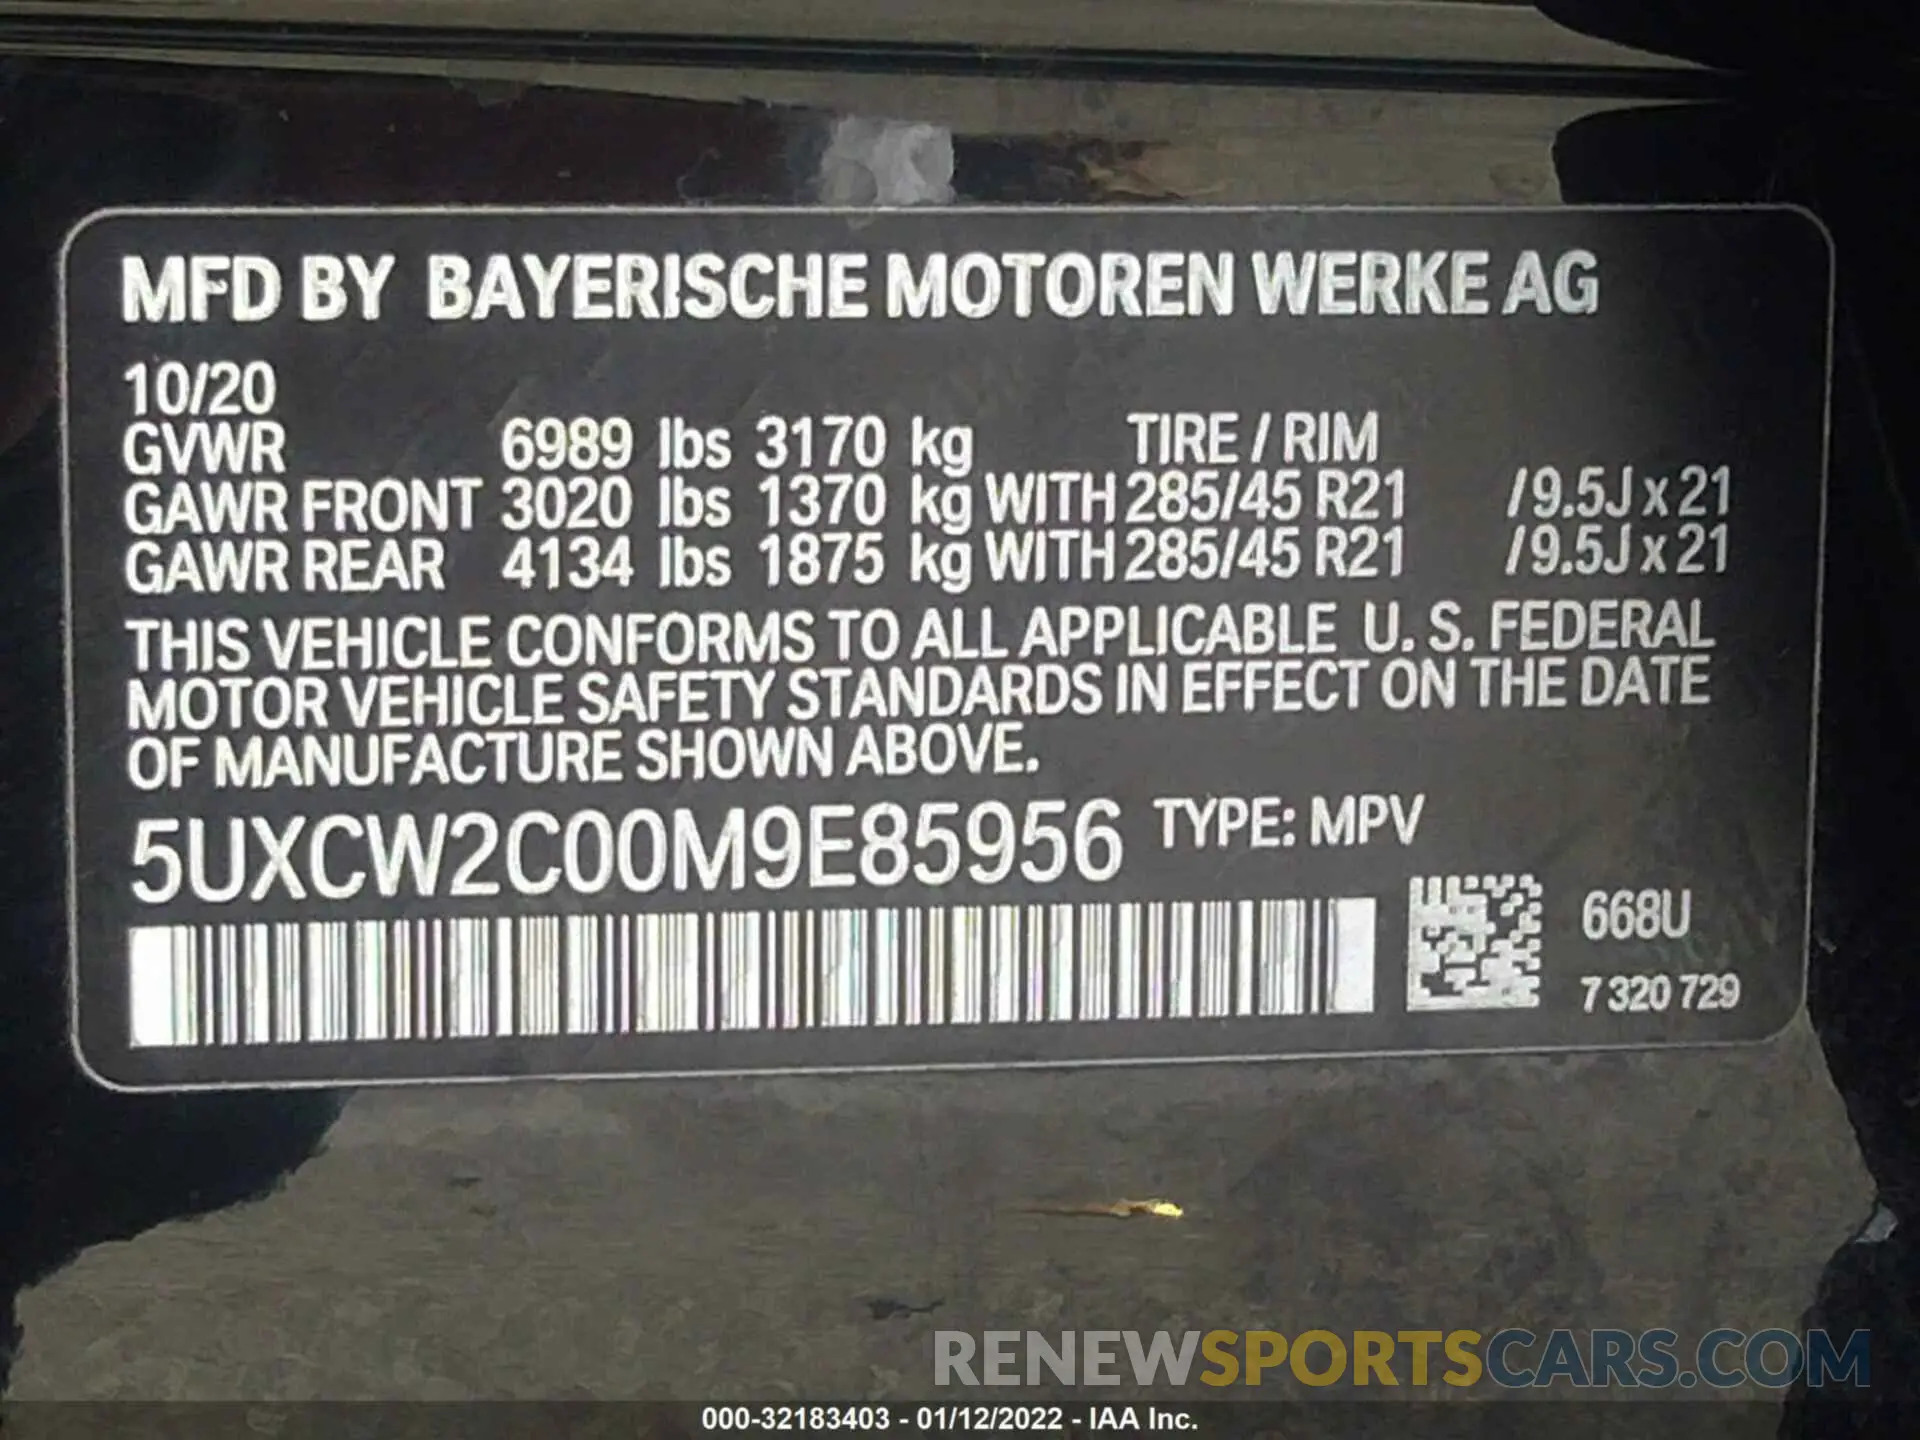 MFD BY BAYERISCHE MOTOREN WERKE AG
10/20
GVWR 6989 lbs 3170 kg TIRE / RIM
GAWR FRONT 3020 lbs 1370 kg WITH 285/45 R21 / 9.5J x 21
GAWR REAR 4134 lbs 1875 kg WITH 285/45 R21 / 9.5J x 21
THIS VEHICLE CONFORMS TO ALL APPLICABLE U. S. FEDERAL
MOTOR VEHICLE SAFETY STANDARDS IN EFFECT ON THE DATE
OF MANUFACTURE SHOWN ABOVE.
5UXCW2C00M9E85956 TYPE: MPV
668U
7 320 729
RENEWSPORTSCARS.COM
000-32183403 - 01/12/2022 - IAA Inc.